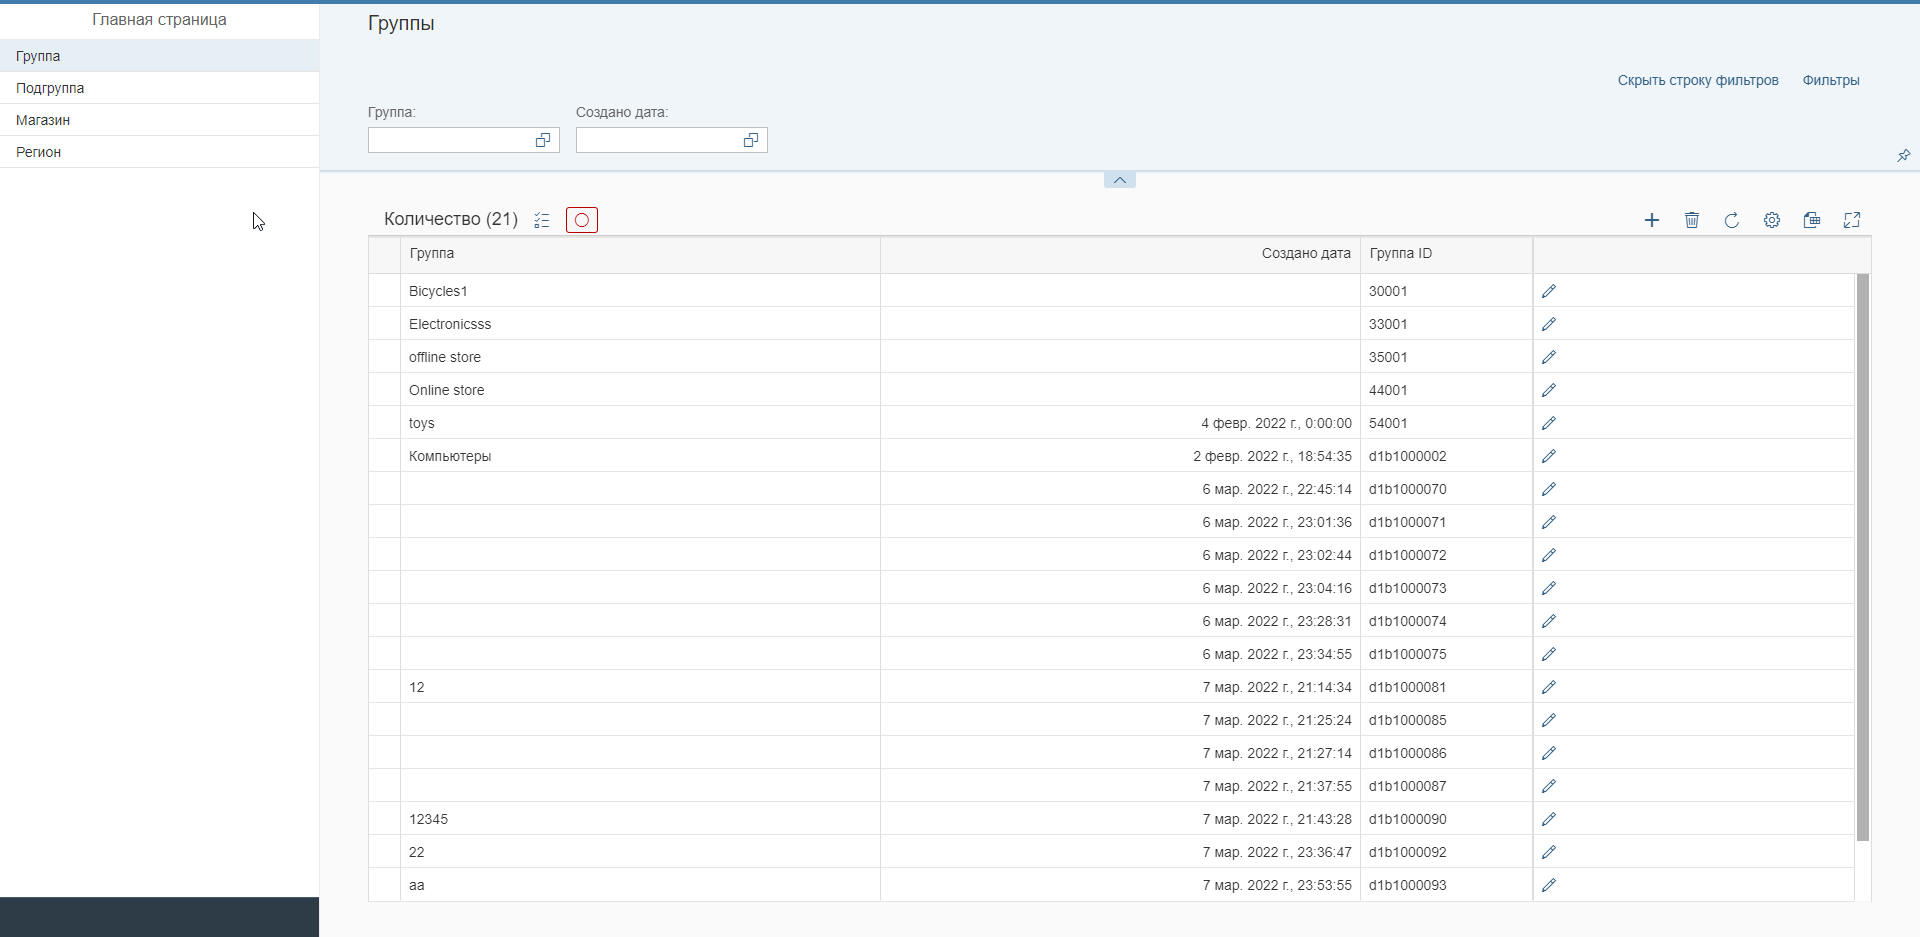 Главная страница
Группа
Подгруппа
Магазин
Регион
Группы
Скрыть строку фильтров Фильтры
Группа: Создано дата:
Количество (21)
Группа Создано дата Группа ID
Bicycles1 30001
Electronicsss 33001
offline store 35001
Online store 44001
toys 4 февр. 2022 г., 0:00:00 54001
Компьютеры 2 февр. 2022 г., 18:54:35 d1b1000002
6 мар. 2022 г., 22:45:14 d1b1000070
6 мар. 2022 г., 23:01:36 d1b1000071
6 мар. 2022 г., 23:02:44 d1b1000072
6 мар. 2022 г., 23:04:16 d1b1000073
6 мар. 2022 г., 23:28:31 d1b1000074
6 мар. 2022 г., 23:34:55 d1b1000075
12 7 мар. 2022 г., 21:14:34 d1b1000081
7 мар. 2022 г., 21:25:24 d1b1000085
7 мар. 2022 г., 21:27:14 d1b1000086
7 мар. 2022 г., 21:37:55 d1b1000087
12345 7 мар. 2022 г., 21:43:28 d1b1000090
22 7 мар. 2022 г., 23:36:47 d1b1000092
aa 7 мар. 2022 г., 23:53:55 d1b1000093